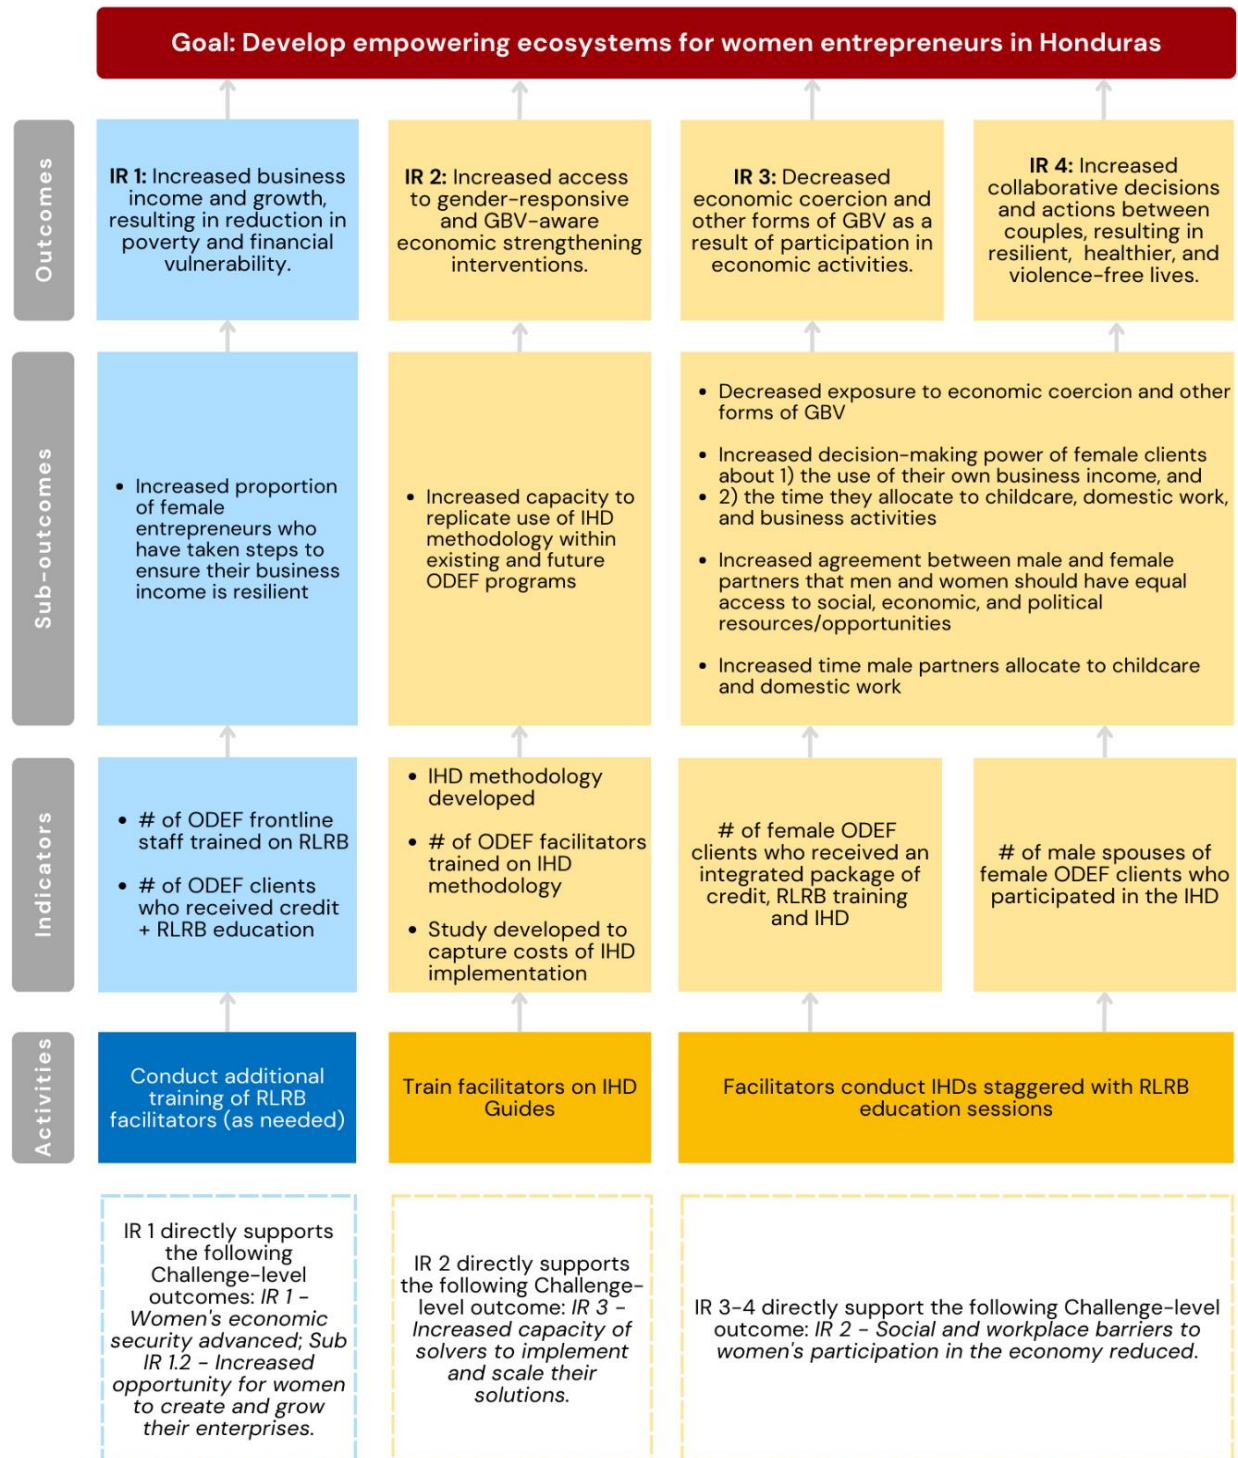 Goal: Develop empowering ecosystems for women entrepreneurs in Honduras
Outcomes
IR 1: Increased business
income and growth,
resulting in reduction in
poverty and financial
vulnerability.
IR 2: Increased access
to gender-responsive
and GBV-aware
economic strengthening
interventions.
IR 3: Decreased
economic coercion and
other forms of GBV as a
result of participation in
economic activities.
IR 4: Increased
collaborative decisions
and actions between
couples, resulting in
resilient, healthier, and
violence-free lives.
Sub-outcomes
• Increased proportion
of female
entrepreneurs who
have taken steps to
ensure their business
income is resilient
• Increased capacity to
replicate use of IHD
methodology within
existing and future
ODEF programs
• Decreased exposure to economic coercion and other
forms of GBV
• Increased decision-making power of female clients
about 1) the use of their own business income, and
• 2) the time they allocate to childcare, domestic work,
and business activities
• Increased agreement between male and female
partners that men and women should have equal
access to social, economic, and political
resources/opportunities
• Increased time male partners allocate to childcare
and domestic work
Indicators
• # of ODEF frontline
staff trained on RLRB
• # of ODEF clients
who received credit
+ RLRB education
• IHD methodology
developed
• # of ODEF facilitators
trained on IHD
methodology
• Study developed to
capture costs of IHD
implementation
# of female ODEF
clients who received an
integrated package of
credit, RLRB training
and IHD
# of male spouses of
female ODEF clients who
participated in the IHD
Activities
Conduct additional
training of RLRB
facilitators (as needed)
Train facilitators on IHD
Guides
Facilitators conduct IHDs staggered with RLRB
education sessions
IR 1 directly supports
the following
Challenge-level
outcomes: IR 1 -
Women's economic
security advanced; Sub
IR 1.2 - Increased
opportunity for women
to create and grow
their enterprises.
IR 2 directly supports
the following Challenge-
level outcome: IR 3 -
Increased capacity of
solvers to implement
and scale their
solutions.
IR 3-4 directly support the following Challenge-level
outcome: IR 2 - Social and workplace barriers to
women's participation in the economy reduced.